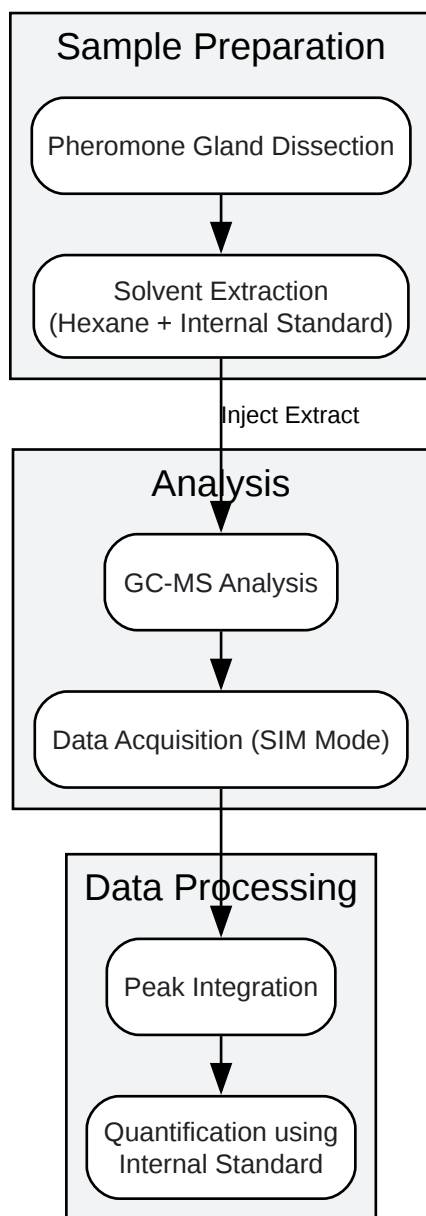 Sample Preparation
Pheromone Gland Dissection
Solvent Extraction
(Hexane + Internal Standard)
Inject Extract
Analysis
GC-MS Analysis
Data Acquisition (SIM Mode)
Data Processing
Peak Integration
Quantification using
Internal Standard